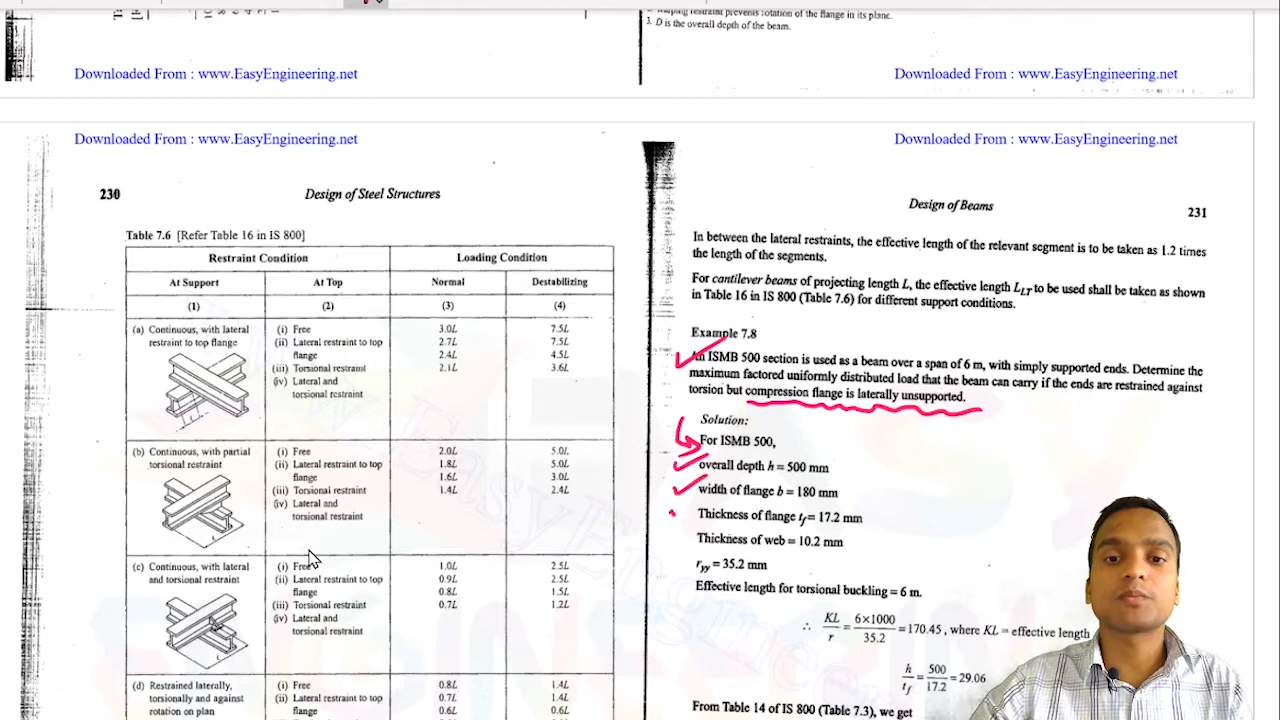 3. D is the overall depth of the beam.
Downloaded From : www.EasyEngineering.net
Downloaded From : www.EasyEngineering.net
Downloaded From : www.EasyEngineering.net
Downloaded From : www.EasyEngineering.net
230
Design of Steel Structures
Table 7.6 [Refer Table 16 in IS 800]
Restraint Condition
Loading Condition
At Support
At Top
Normal
Destabilizing
(1)
(2)
(3)
(4)
(a) Continuous, with lateral
restraint to top flange
(i) Free
3.0L
7.5L
(ii) Lateral restraint to top
2.7L
7.5L
flange
2.4L
4.5L
(iii) Torsional restraint
2.1L
3.6L
(iv) Lateral and
torsional restraint
(b) Continuous, with partial
torsional restraint
(i) Free
2.0L
5.0L
(ii) Lateral restraint to top
1.8L
5.0L
flange
1.6L
3.0L
(iii) Torsional restraint
1.4L
2.4L
(iv) Lateral and
torsional restraint
(c) Continuous, with lateral
and torsional restraint
(i) Free
1.0L
2.5L
(ii) Lateral restraint to top
0.9L
2.5L
flange
0.8L
1.5L
(iii) Torsional restraint
0.7L
1.2L
(iv) Lateral and
torsional restraint
(d) Restrained laterally,
torsionally and against
rotation on plan
(i) Free
0.8L
1.4L
(ii) Lateral restraint to top
0.7L
1.4L
flange
0.6L
0.6L
Design of Beams
231
In between the lateral restraints, the effective length of the relevant segment is to be taken as 1.2 times
the length of the segments.
For cantilever beams of projecting length L, the effective length L_LT to be used shall be taken as shown
in Table 16 in IS 800 (Table 7.6) for different support conditions.
Example 7.8
An ISMB 500 section is used as a beam over a span of 6 m, with simply supported ends. Determine the
maximum factored uniformly distributed load that the beam can carry if the ends are restrained against
torsion but compression flange is laterally unsupported.
Solution:
For ISMB 500,
overall depth h = 500 mm
width of flange b = 180 mm
Thickness of flange t_f = 17.2 mm
Thickness of web = 10.2 mm
r_yy = 35.2 mm
Effective length for torsional buckling = 6 m.
∴ KL/r = 6×1000/35.2 = 170.45, where KL = effective length
h/t_f = 500/17.2 = 29.06
From Table 14 of IS 800 (Table 7.3), we get